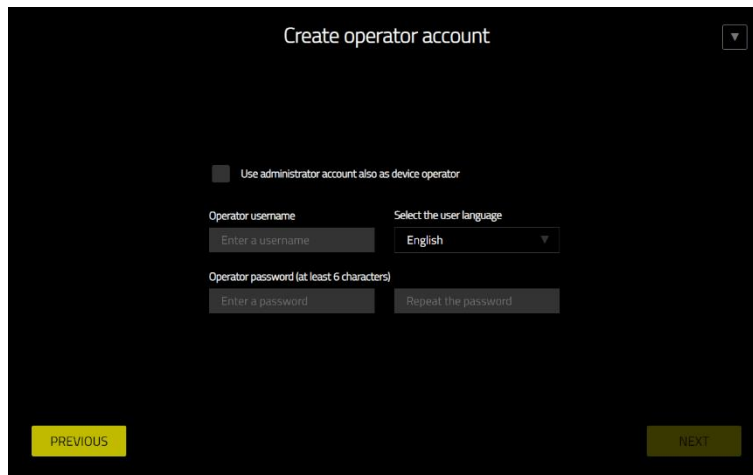 Create operator account
Use administrator account also as device operator
Operator username
Select the user language
Enter a username
English
Operator password (at least 6 characters)
Enter a password
Repeat the password
PREVIOUS
NEXT